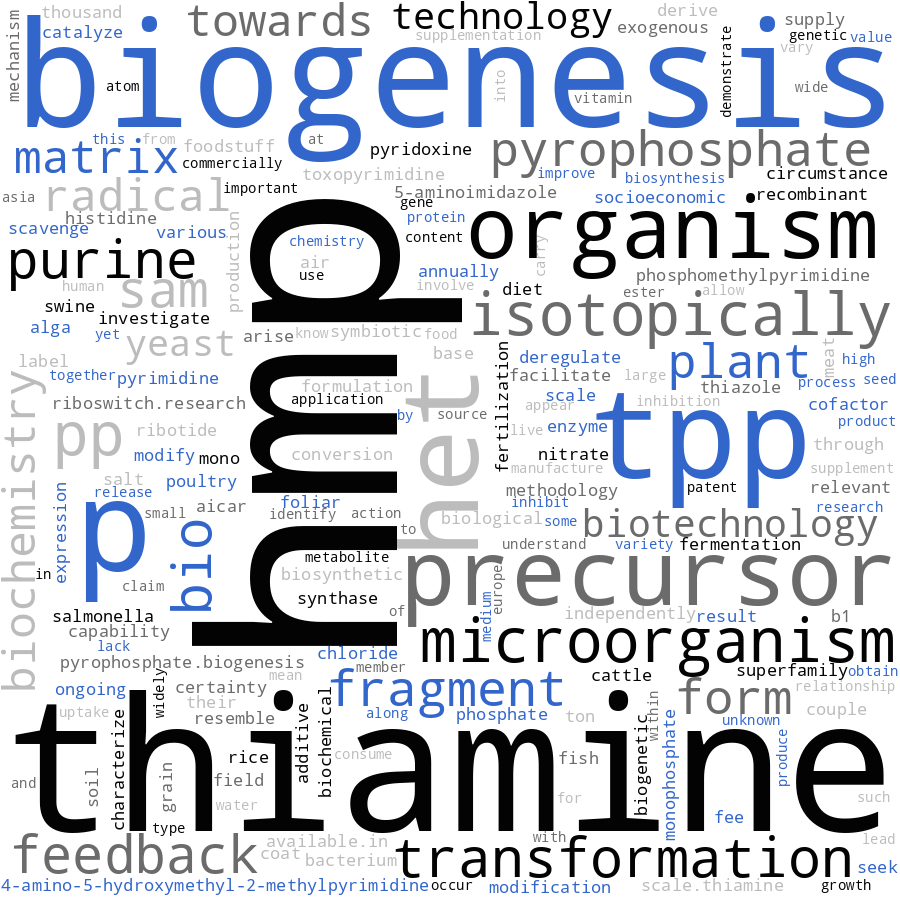 thousand
towards
technology
derive
supply
mechanism
catalyze
supplementation
exogenous
genetic
value
biogenesis
atom
into
vitamin
demonstrate
vary
wide
this
from
foodstuff
at
matrix
commercially
pyridoxine
pyrophosphate
toxopyrimidine
improve
biosynthesis
circumstance
asia
radical
important
5-aminoimidazole
socioeconomic
recombinant
histidine
gene
protein
scavenge
various
chemistry
content
organism
purine
production
air
use
annually
carry
phosphomethylpyrimidine
human
sam
involve
diet
ester
allow
swine
investigate
isotopically
alga
yet
yeast
arise
know
symbiotic
food
label
base
fertilization
deregulate
plant
meat
high
together
pyrimidine
formulation
facilitate
large
thiazole
process
seed
riboswitch.research
application
scale
inhibition
cofactor
hmp
net
by
source
appear
tpp
product
pp
ribotide
live
enzyme
through
biochemistry
modify
mono
conversion
nitrate
manufacture
supplement
salt
poultry
methodology
patent
relevant
release
foliar
inhibit
research
expression
p
small
aicar
identify
action
biological
some
biotechnology
bio
to
metabolite
understand
variety
fermentation
in
claim
biosynthetic
precursor
synthase
europe
salmonella
of
medium
independently
result
b1
capability
lack
chloride
microorganism
pyrophosphate.biogenesis
member
superfamily
obtain
ongoing
widely
certainty
mean
fragment
cattle
form
relationship
their
uptake
resemble
along
phosphate
ton
within
unknown
couple
thiamine
characterize
additive
biochemical
biogenetic
monophosphate
produce
rice
consume
fish
and
soil
grain
field
water
for
such
type
fee
feedback
available.in
with
lead
coat
bacterium
transformation
seek
4-amino-5-hydroxymethyl-2-methylpyrimidine
occur
modification
scale.thiamine
growth